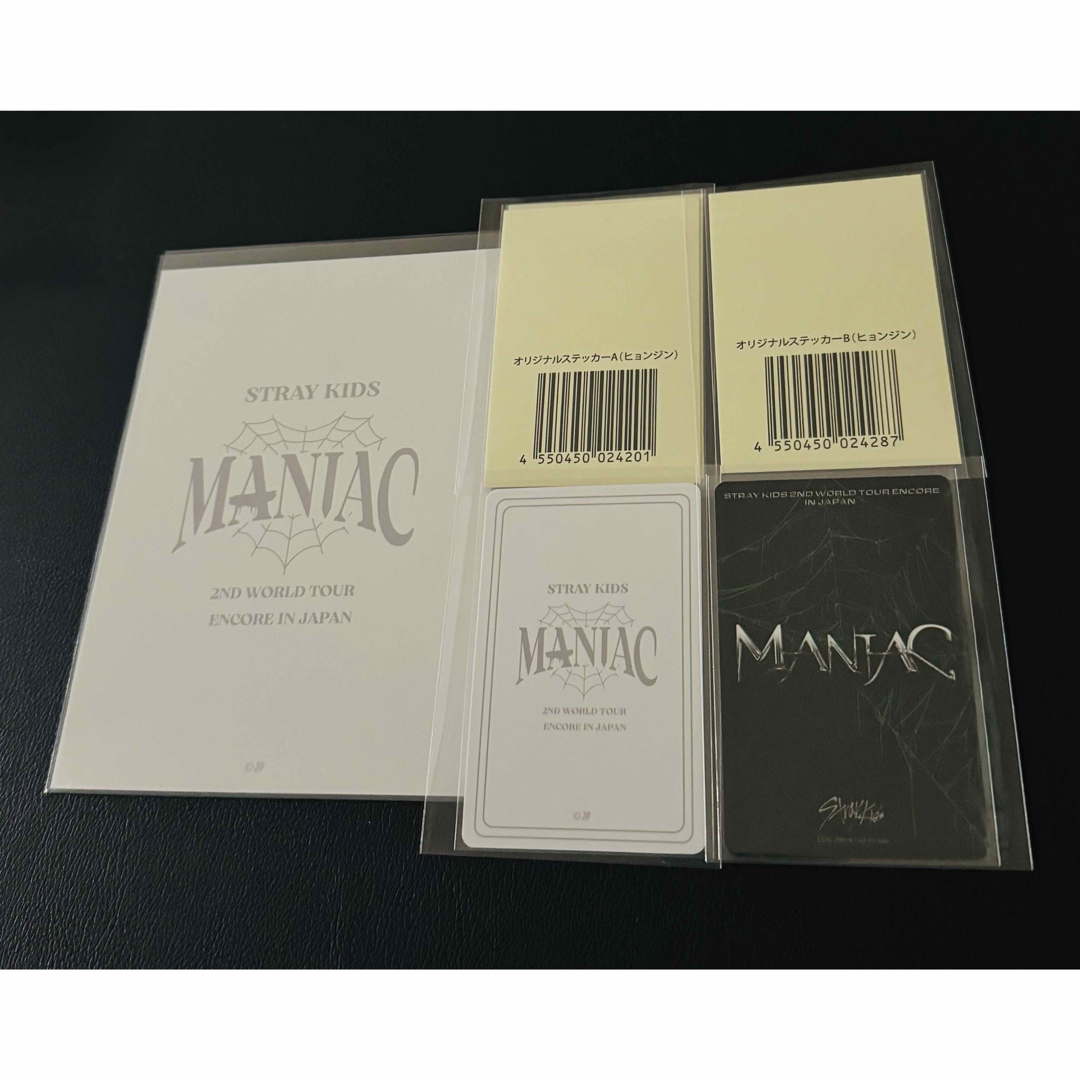 STRAY KIDS
MANIAC
2ND WORLD TOUR
ENCORE IN JAPAN
オリジナルステッカーA(ヒョンジン)
4 550450 024201
オリジナルステッカーB(ヒョンジン)
4 550450 024287
STRAY KIDS
MANIAC
2ND WORLD TOUR
ENCORE IN JAPAN
STRAY KIDS 2ND WORLD TOUR ENCORE
IN JAPAN
MANIAC
Stray Kids